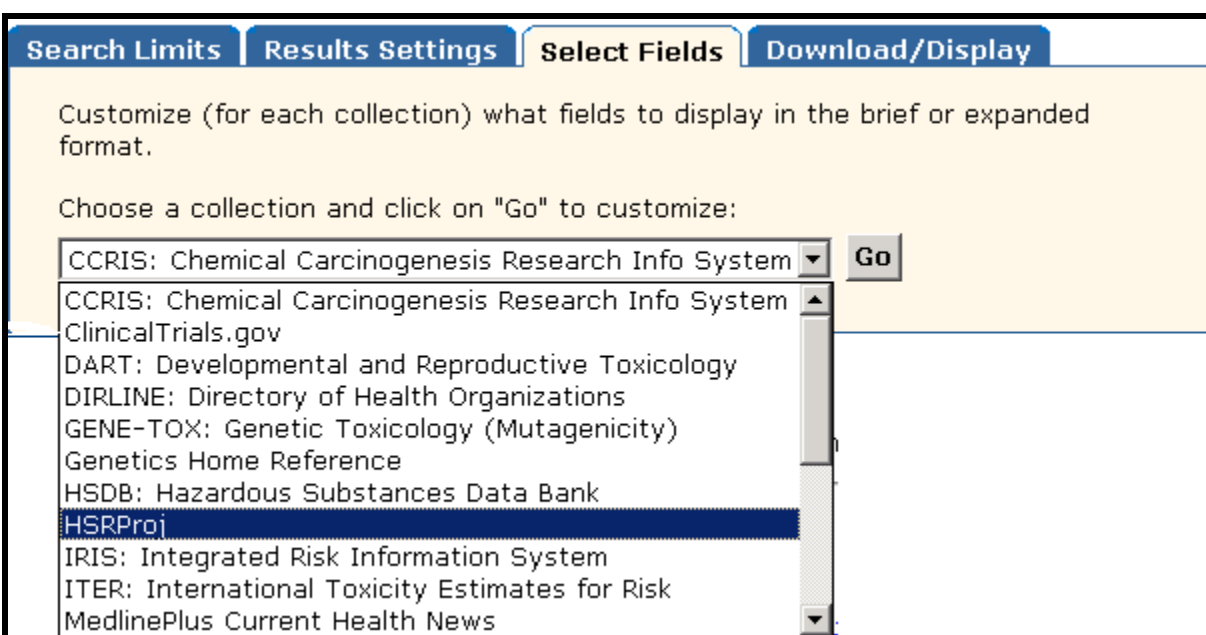 Search Limits Results Settings Select Fields Download/Display
Customize (for each collection) what fields to display in the brief or expanded
format.
Choose a collection and click on "Go" to customize:
CCRIS: Chemical Carcinogenesis Research Info System Go
CCRIS: Chemical Carcinogenesis Research Info System
ClinicalTrials.gov
DART: Developmental and Reproductive Toxicology
DIRLINE: Directory of Health Organizations
GENE-TOX: Genetic Toxicology (Mutagenicity)
Genetics Home Reference
HSDB: Hazardous Substances Data Bank
HSRProj
IRIS: Integrated Risk Information System
ITER: International Toxicity Estimates for Risk
MedlinePlus Current Health News